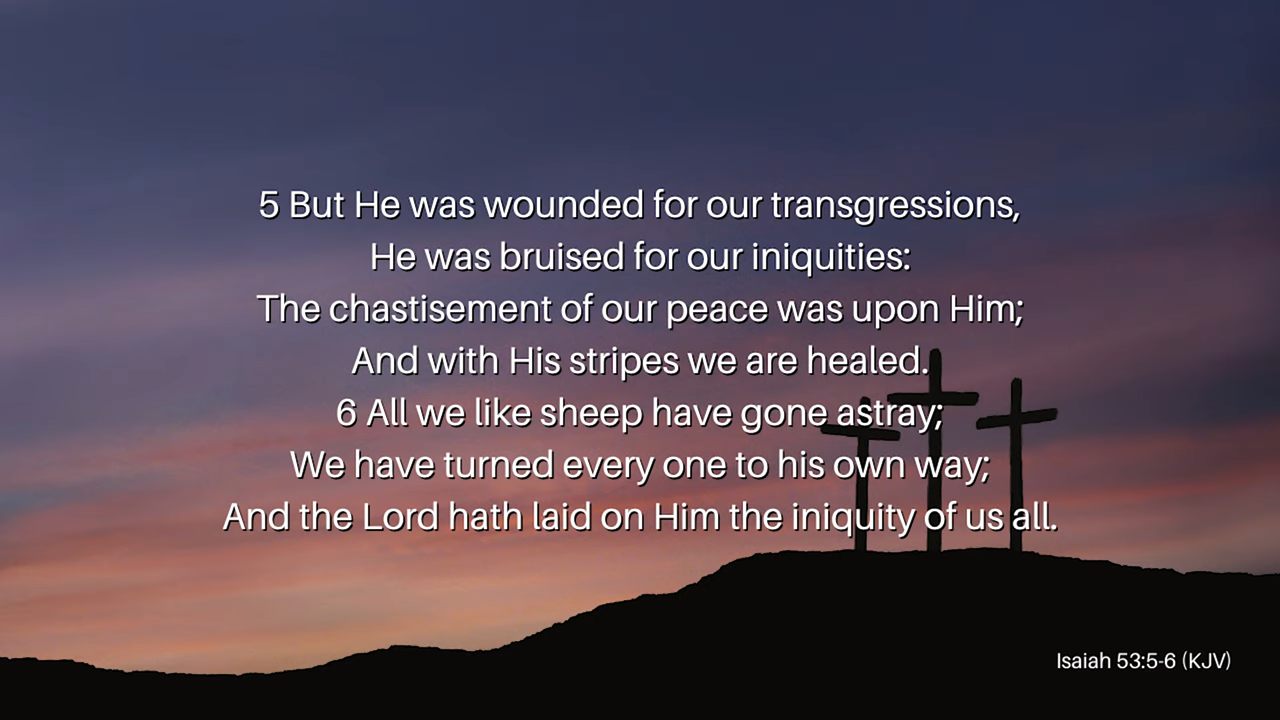 5 But He was wounded for our transgressions,
He was bruised for our iniquities:
The chastisement of our peace was upon Him;
And with His stripes we are healed.
6 All we like sheep have gone astray;
We have turned every one to his own way;
And the Lord hath laid on Him the iniquity of us all.
Isaiah 53:5-6 (KJV)